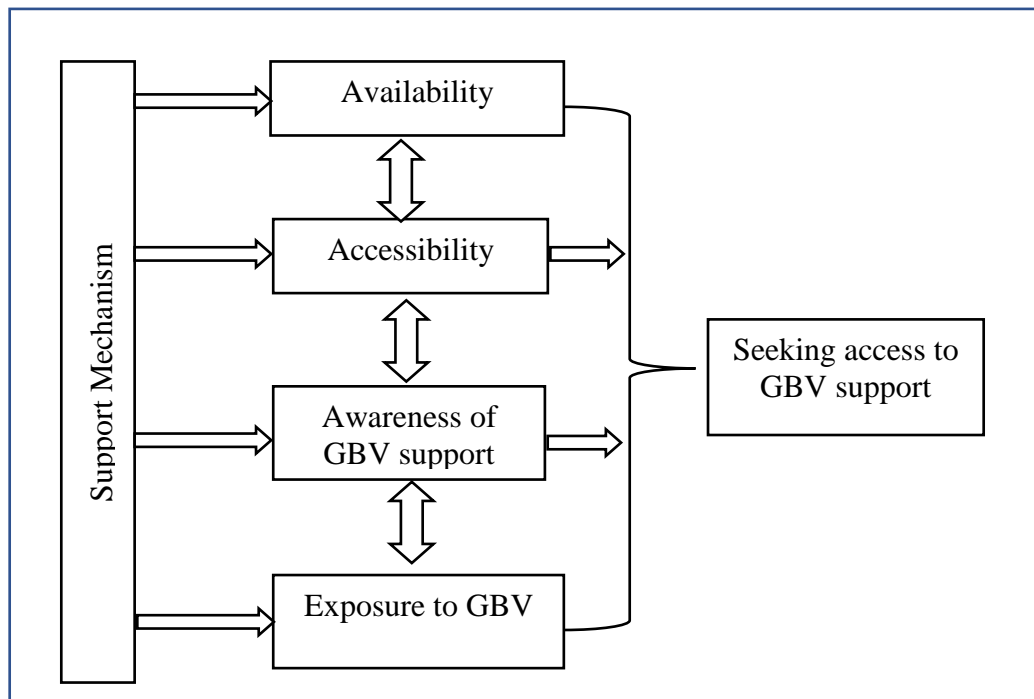 Support Mechanism
Availability
Accessibility
Awareness of
GBV support
Exposure to GBV
Seeking access to
GBV support